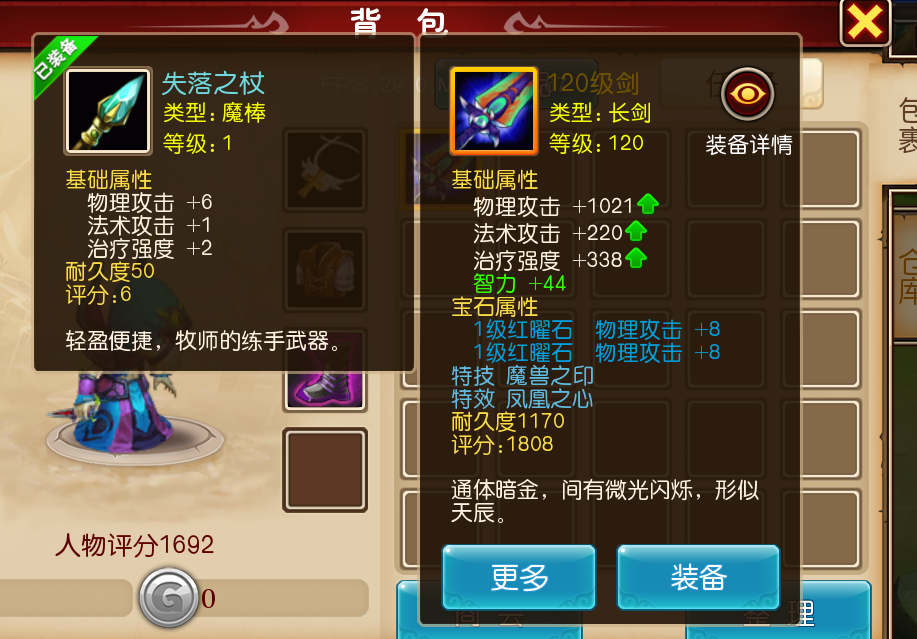 背 包
已装备
失落之杖
类型：魔棒
等级：1
基础属性
物理攻击 +6
法术攻击 +1
治疗强度 +2
耐久度50
评分：6
轻盈便捷，牧师的练手武器。
120级剑
类型：长剑
等级：120
装备详情
基础属性
物理攻击 +1021
法术攻击 +220
治疗强度 +338
智力 +44
宝石属性
1级红曜石 物理攻击 +8
1级红曜石 物理攻击 +8
特技 魔兽之印
特效 凤凰之心
耐久度1170
评分：1808
通体暗金，间有微光闪烁，形似
天辰。
更多
装备
包
裹
仓
库
人物评分1692
0
整 理